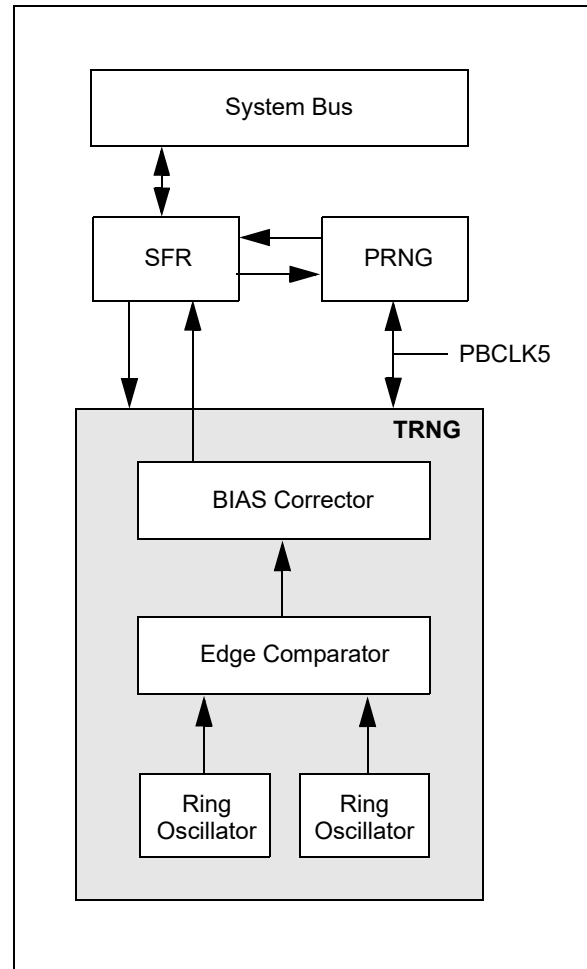 System Bus
SFR
PRNG
PBCLK5
TRNG
BIAS Corrector
Edge Comparator
Ring
Oscillator
Ring
Oscillator